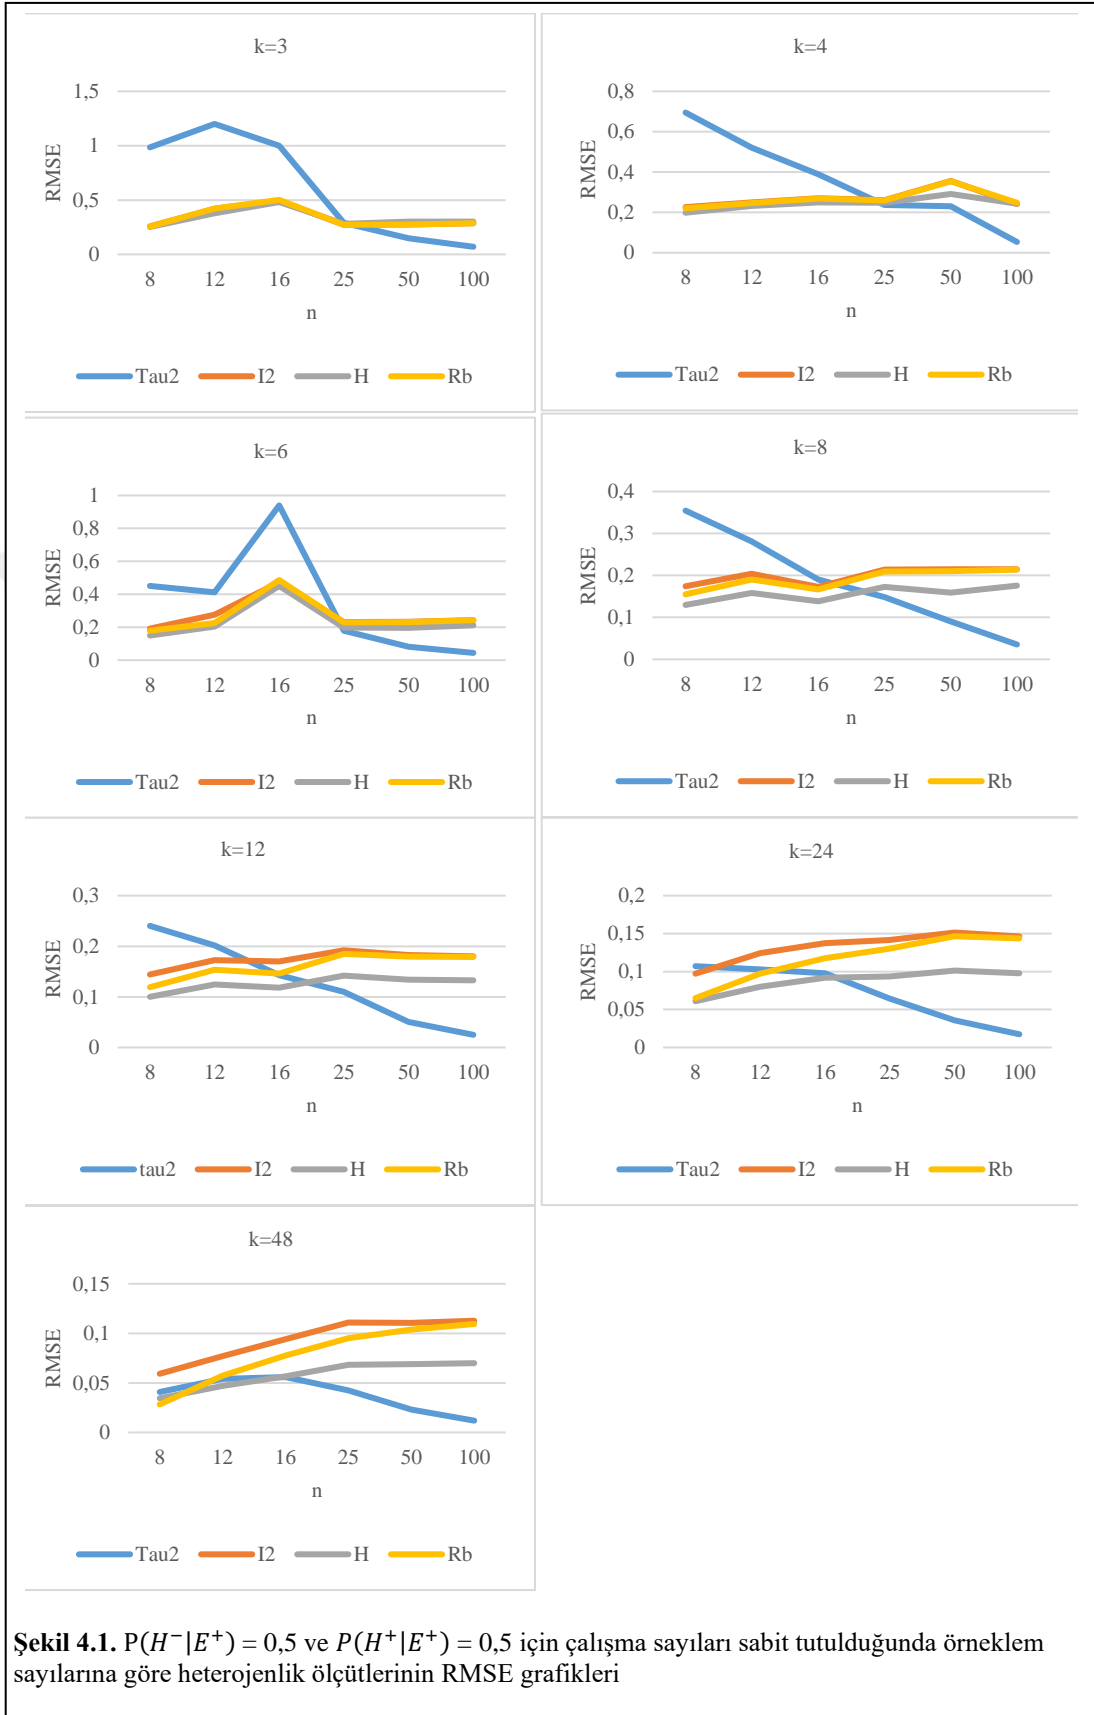 k=3
1,5
1
0,5
0
RMSE
8 12 16 25 50 100
n
Tau2 I2 H Rb
k=4
0,8
0,6
0,4
0,2
0
RMSE
8 12 16 25 50 100
n
Tau2 I2 H Rb
k=6
1
0,8
0,6
0,4
0,2
0
RMSE
8 12 16 25 50 100
n
Tau2 I2 H Rb
k=8
0,4
0,3
0,2
0,1
0
RMSE
8 12 16 25 50 100
n
Tau2 I2 H Rb
k=12
0,3
0,2
0,1
0
RMSE
8 12 16 25 50 100
n
tau2 I2 H Rb
k=24
0,2
0,15
0,1
0,05
0
RMSE
8 12 16 25 50 100
n
Tau2 I2 H Rb
k=48
0,15
0,1
0,05
0
RMSE
8 12 16 25 50 100
n
Tau2 I2 H Rb
Şekil 4.1. P(H⁻|E⁺) = 0,5 ve P(H⁺|E⁺) = 0,5 için çalışma sayıları sabit tutulduğunda örneklem
sayılarına göre heterojenlik ölçütlerinin RMSE grafikleri